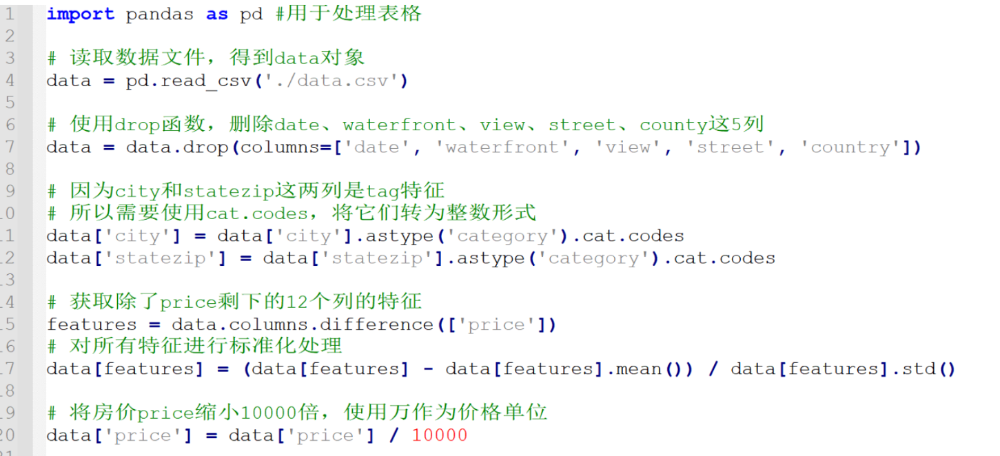 1 import pandas as pd #用于处理表格
2
3 # 读取数据文件，得到data对象
4 data = pd.read_csv('./data.csv')
5
6 # 使用drop函数，删除date、waterfront、view、street、county这5列
7 data = data.drop(columns=['date', 'waterfront', 'view', 'street', 'country'])
8
9 # 因为city和statezip这两列是tag特征
10 # 所以需要使用cat.codes，将它们转为整数形式
11 data['city'] = data['city'].astype('category').cat.codes
12 data['statezip'] = data['statezip'].astype('category').cat.codes
13
14 # 获取除了price剩下的12个列的特征
15 features = data.columns.difference(['price'])
16 # 对所有特征进行标准化处理
17 data[features] = (data[features] - data[features].mean()) / data[features].std()
18
19 # 将房价price缩小10000倍，使用万作为价格单位
20 data['price'] = data['price'] / 10000
21